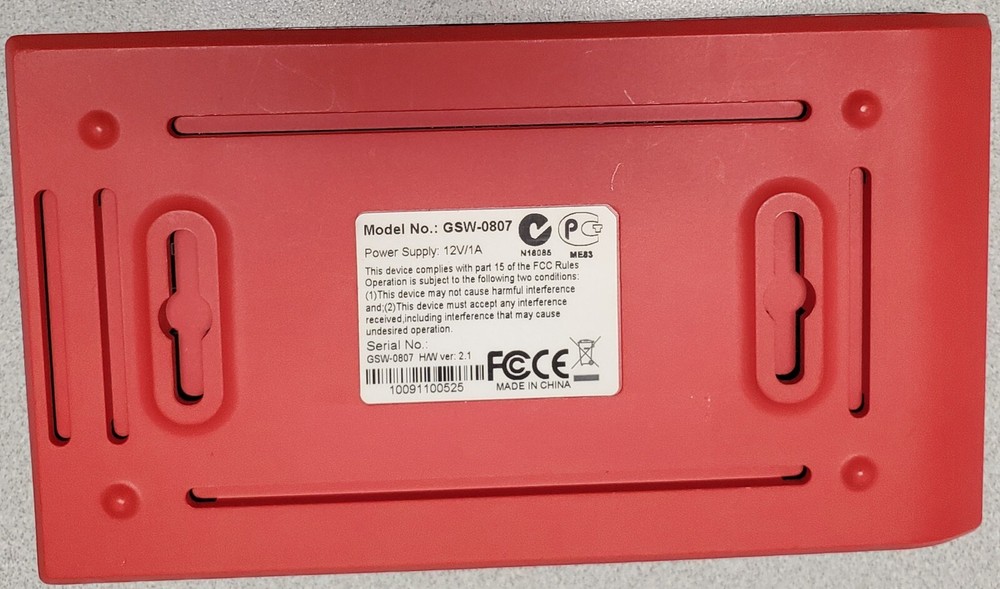 Model No.: GSW-0807
N18085
ME83
Power Supply: 12V/1A
This device complies with part 15 of the FCC Rules
Operation is subject to the following two conditions:
(1)This device may not cause harmful interference
and;(2)This device must accept any interference
received,including interference that may cause
undesired operation.
Serial No.:
GSW-0807 H/W ver: 2.1
10091100525
FC CE
MADE IN CHINA